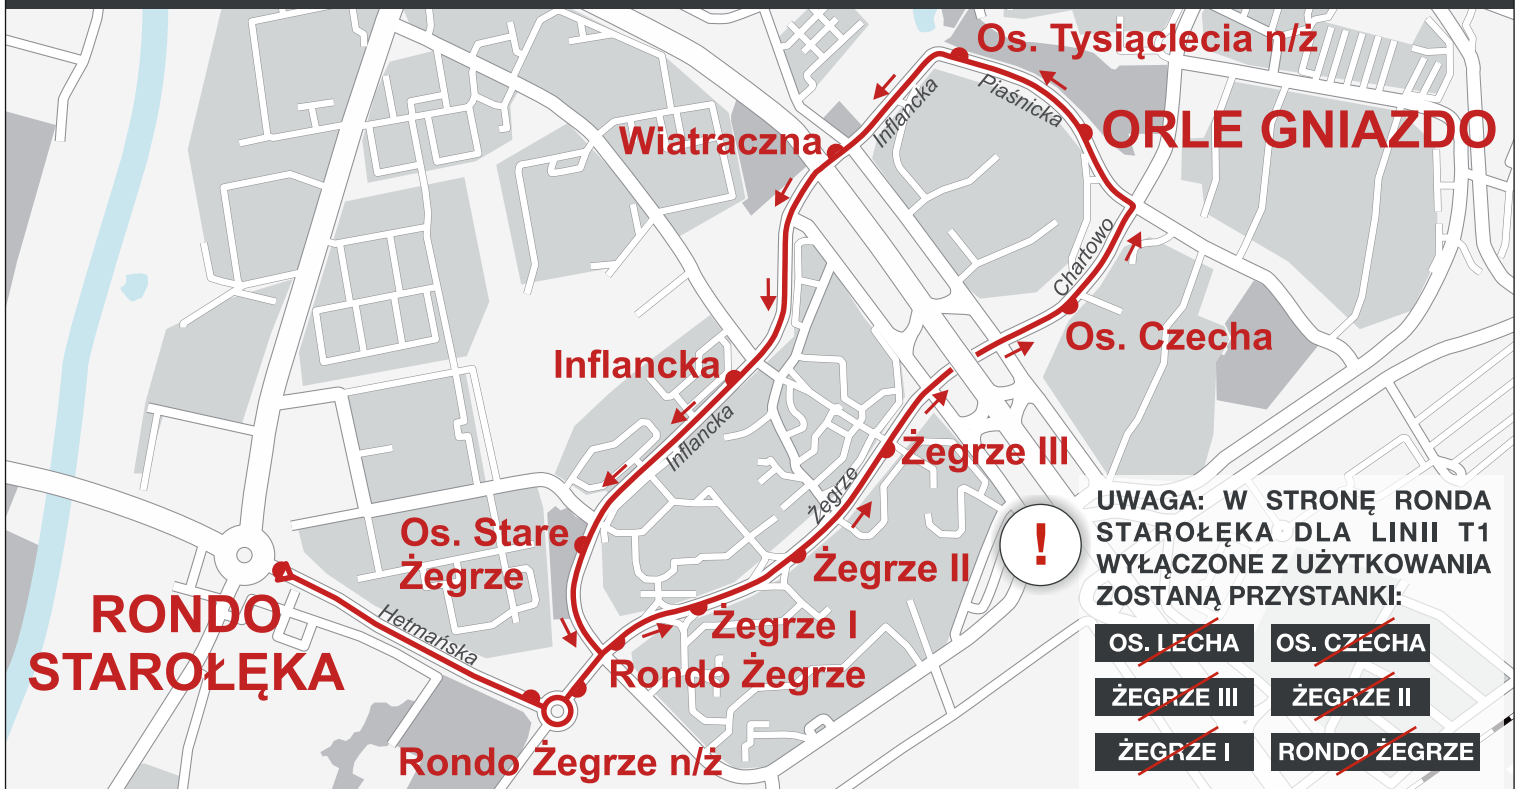 Os. Tysiąclecia n/ż
Piaśnicka
Inflancka
ORLE GNIAZDO
Wiatraczna
Chartowo
Os. Czecha
Inflancka
Inflancka
Żegrze III
Żegrze
Os. Stare
Żegrze
Żegrze II
RONDO
STAROŁĘKA
Hetmańska
Żegrze I
Rondo Żegrze
Rondo Żegrze n/ż
!
UWAGA: W STRONĘ RONDA
STAROŁĘKA DLA LINII T1
WYŁĄCZONE Z UŻYTKOWANIA
ZOSTANĄ PRZYSTANKI:
OS. LECHA OS. CZECHA
ŻEGRZE III ŻEGRZE II
ŻEGRZE I RONDO ŻEGRZE